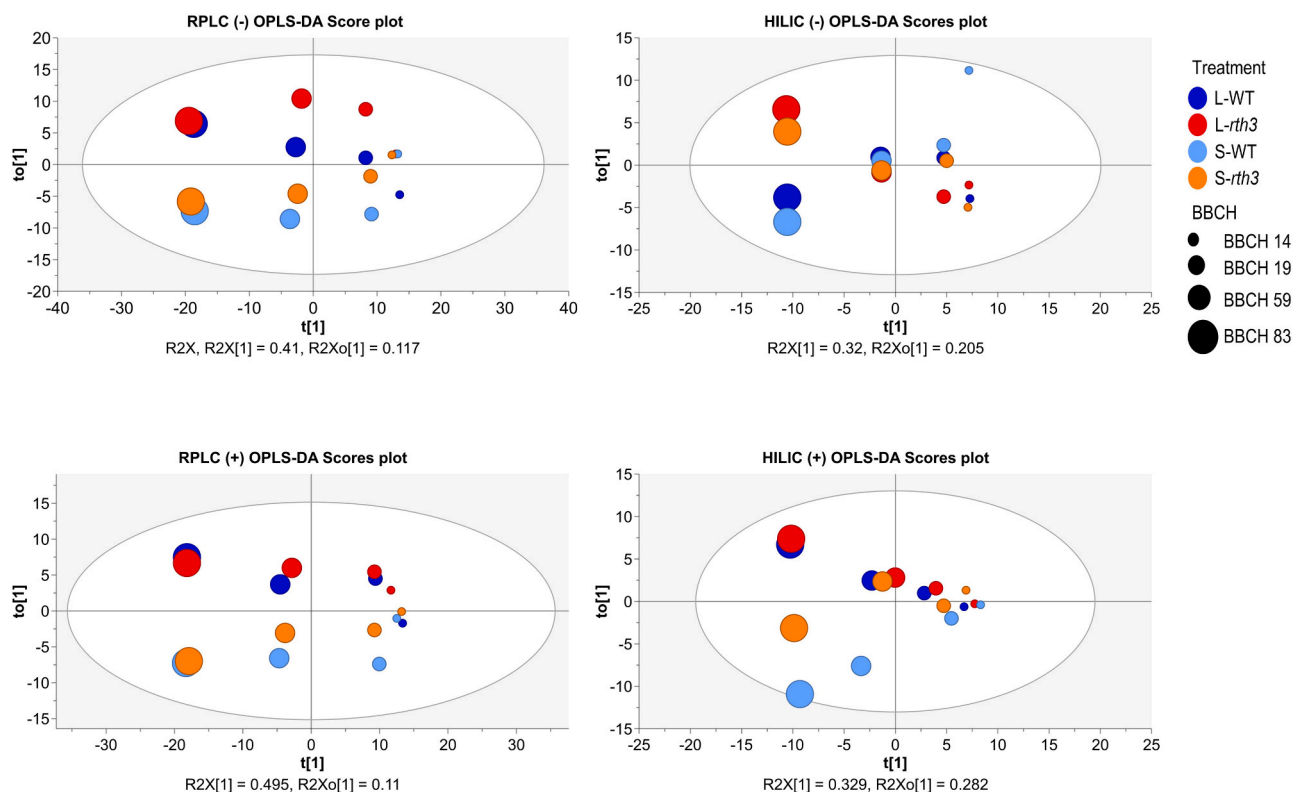 RPLC (-) OPLS-DA Score plot
20
15
10
5
0
-5
-10
-15
-20
to[1]
-40
-30
-20
-10
0
10
20
30
40
t[1]
R2X, R2X[1] = 0.41, R2Xo[1] = 0.117
HILIC (-) OPLS-DA Scores plot
15
10
5
0
-5
-10
-15
to[1]
-25
-20
-15
-10
-5
0
5
10
15
20
25
t[1]
R2X[1] = 0.32, R2Xo[1] = 0.205
Treatment
L-WT
L-rth3
S-WT
S-rth3
BBCH
BBCH 14
BBCH 19
BBCH 59
BBCH 83
RPLC (+) OPLS-DA Scores plot
15
10
5
0
-5
-10
-15
to[1]
-30
-20
-10
0
10
20
30
t[1]
R2X[1] = 0.495, R2Xo[1] = 0.11
HILIC (+) OPLS-DA Scores plot
15
10
5
0
-5
-10
-15
to[1]
-25
-20
-15
-10
-5
0
5
10
15
20
25
t[1]
R2X[1] = 0.329, R2Xo[1] = 0.282